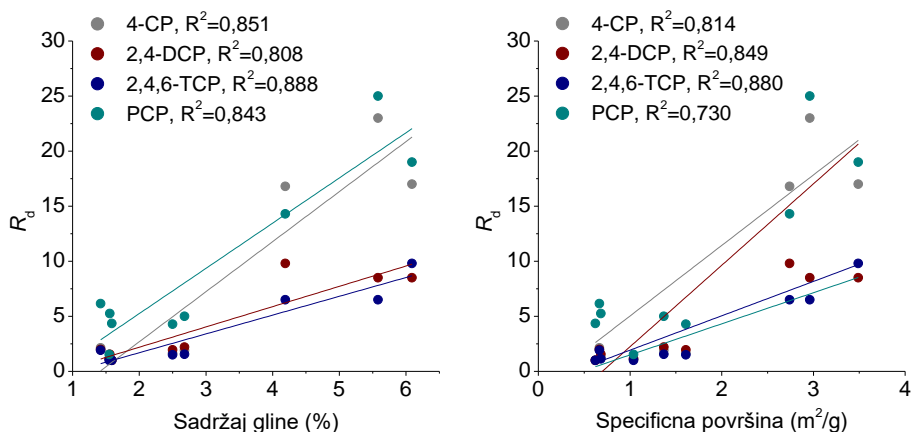 4-CP, R²=0,851
2,4-DCP, R²=0,808
2,4,6-TCP, R²=0,888
PCP, R²=0,843
30
25
20
15
10
5
0
R_d
1 2 3 4 5 6
Sadržaj gline (%)
4-CP, R²=0,814
2,4-DCP, R²=0,849
2,4,6-TCP, R²=0,880
PCP, R²=0,730
30
25
20
15
10
5
0
R_d
0 1 2 3 4
Specificna površina (m²/g)